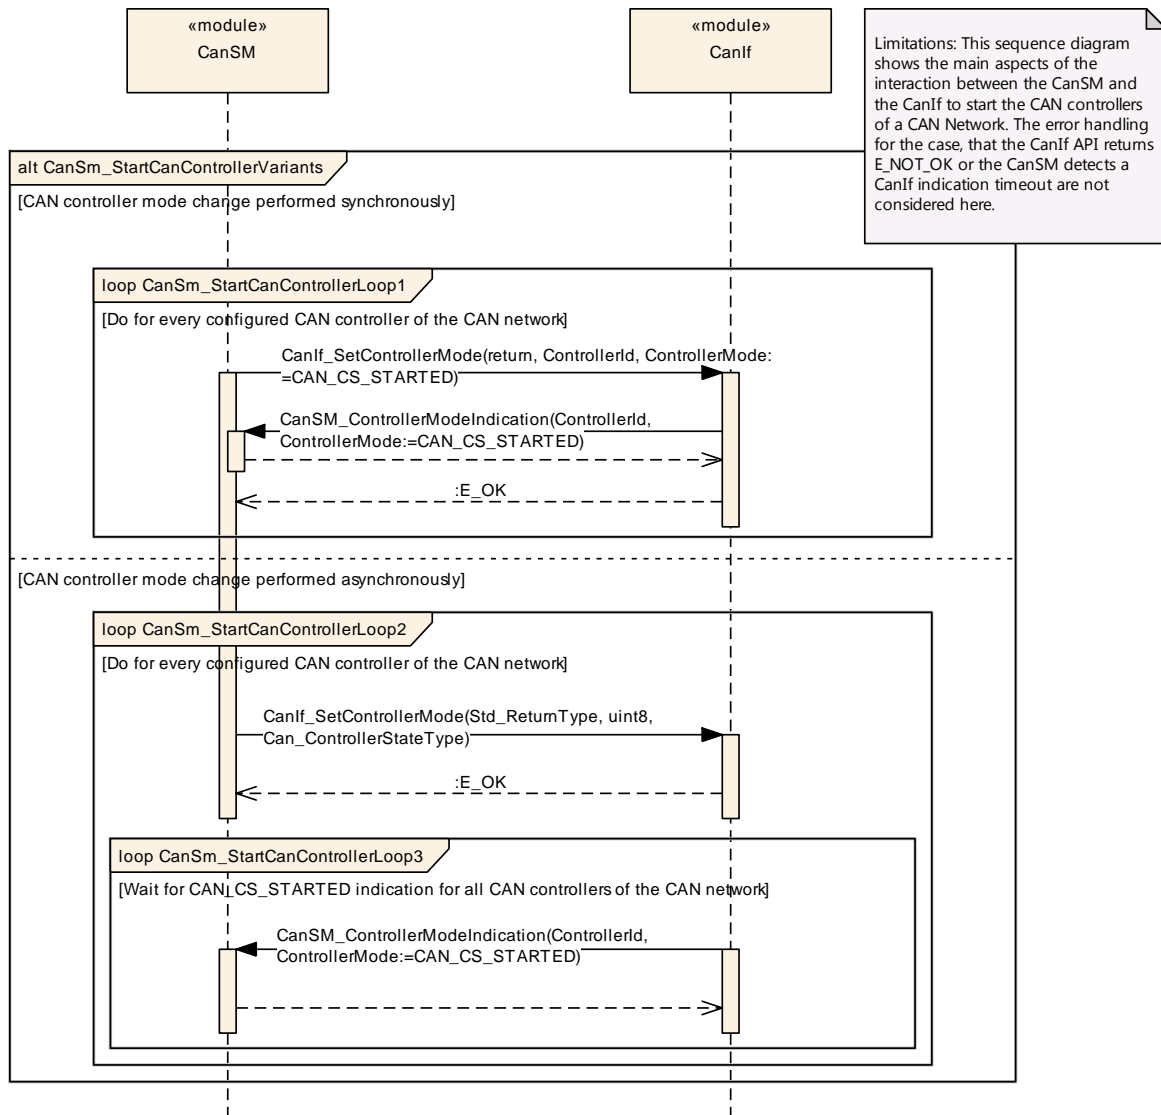 «module»
CanSM
«module»
CanIf
Limitations: This sequence diagram
shows the main aspects of the
interaction between the CanSM and
the CanIf to start the CAN controllers
of a CAN Network. The error handling
for the case, that the CanIf API returns
E_NOT_OK or the CanSM detects a
CanIf indication timeout are not
considered here.
alt CanSm_StartCanControllerVariants
[CAN controller mode change performed synchronously]
loop CanSm_StartCanControllerLoop1
[Do for every configured CAN controller of the CAN network]
CanIf_SetControllerMode(return, ControllerId, ControllerMode:
=CAN_CS_STARTED)
CanSM_ControllerModeIndication(ControllerId,
ControllerMode:=CAN_CS_STARTED)
:E_OK
[CAN controller mode change performed asynchronously]
loop CanSm_StartCanControllerLoop2
[Do for every configured CAN controller of the CAN network]
CanIf_SetControllerMode(Std_ReturnType, uint8,
Can_ControllerStateType)
:E_OK
loop CanSm_StartCanControllerLoop3
[Wait for CAN_CS_STARTED indication for all CAN controllers of the CAN network]
CanSM_ControllerModeIndication(ControllerId,
ControllerMode:=CAN_CS_STARTED)